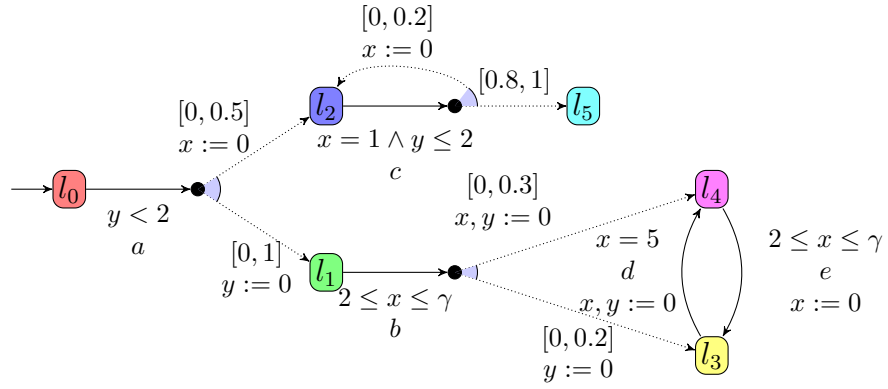 [0, 0.2]
x := 0
[0.8, 1]
[0, 0.5]
x := 0
l₂
l₅
x = 1 ∧ y ≤ 2
c
l₀
y < 2
a
[0, 0.3]
x, y := 0
l₄
[0, 1]
y := 0
l₁
2 ≤ x ≤ γ
b
x = 5
d
x, y := 0
2 ≤ x ≤ γ
e
x := 0
[0, 0.2]
y := 0
l₃